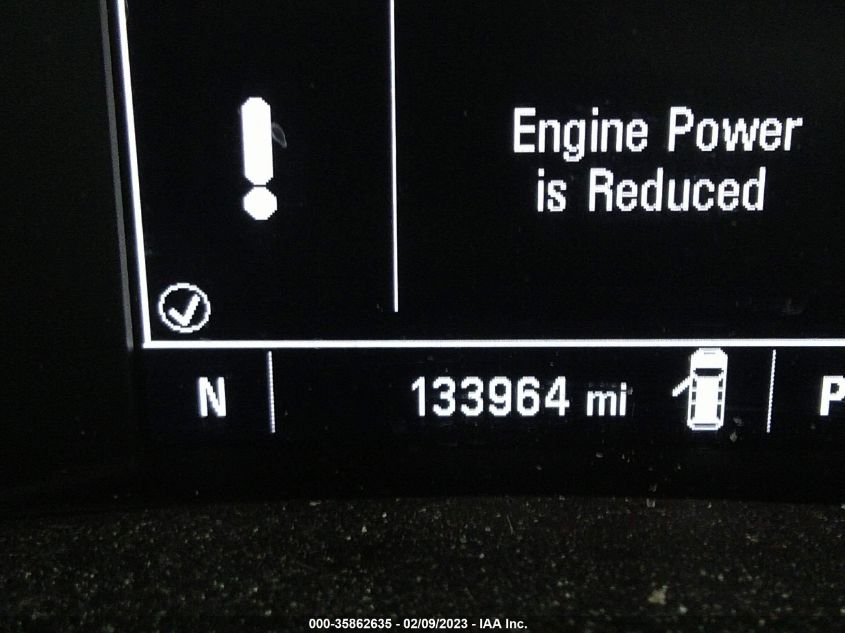 Engine Power
is Reduced
N 133964 mi P
000-35862635 - 02/09/2023 - IAA Inc.